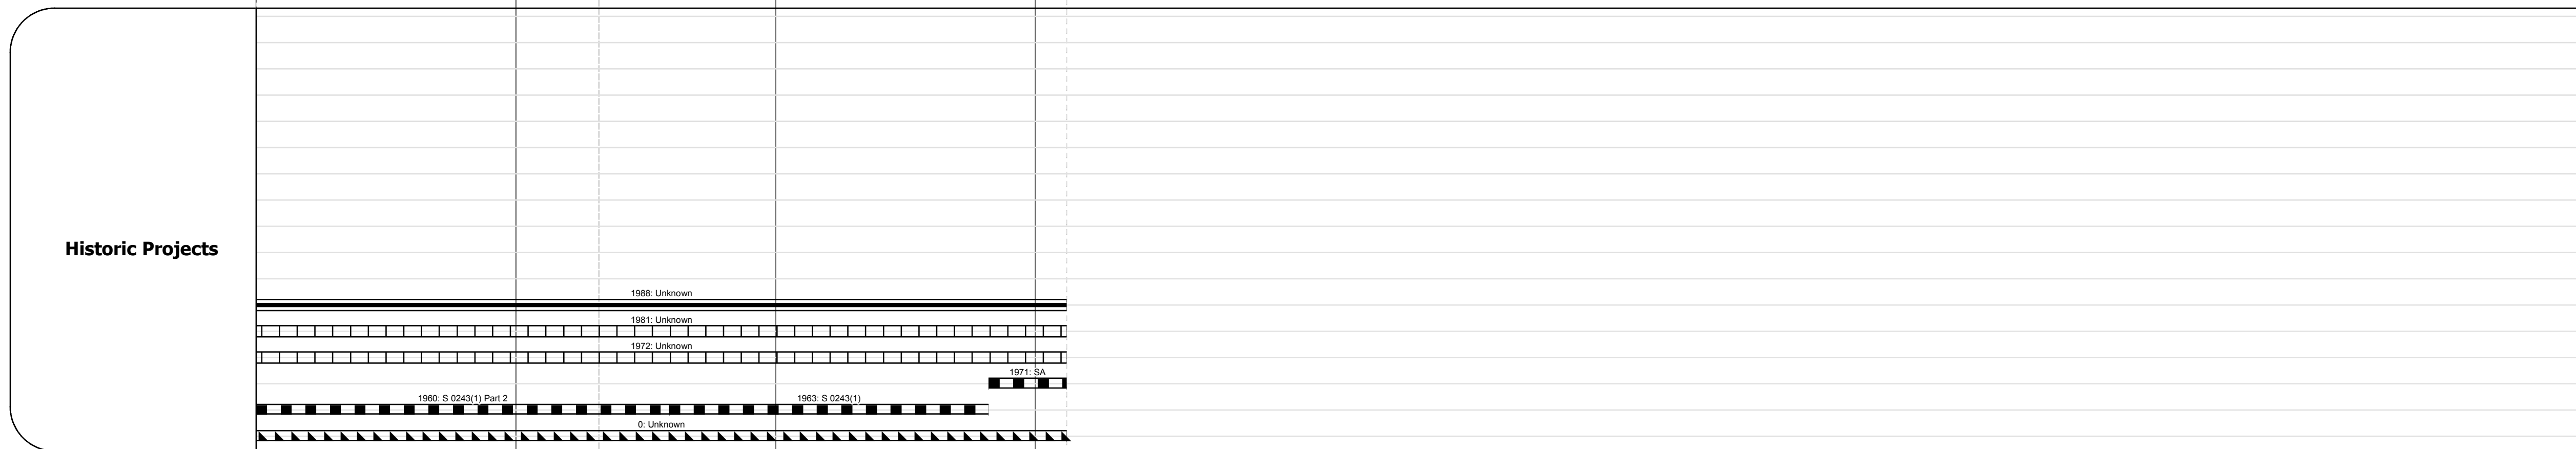 Historic Projects
1988: Unknown
1981: Unknown
1972: Unknown
1971: SA
1960: S 0243(1) Part 2
1963: S 0243(1)
0: Unknown